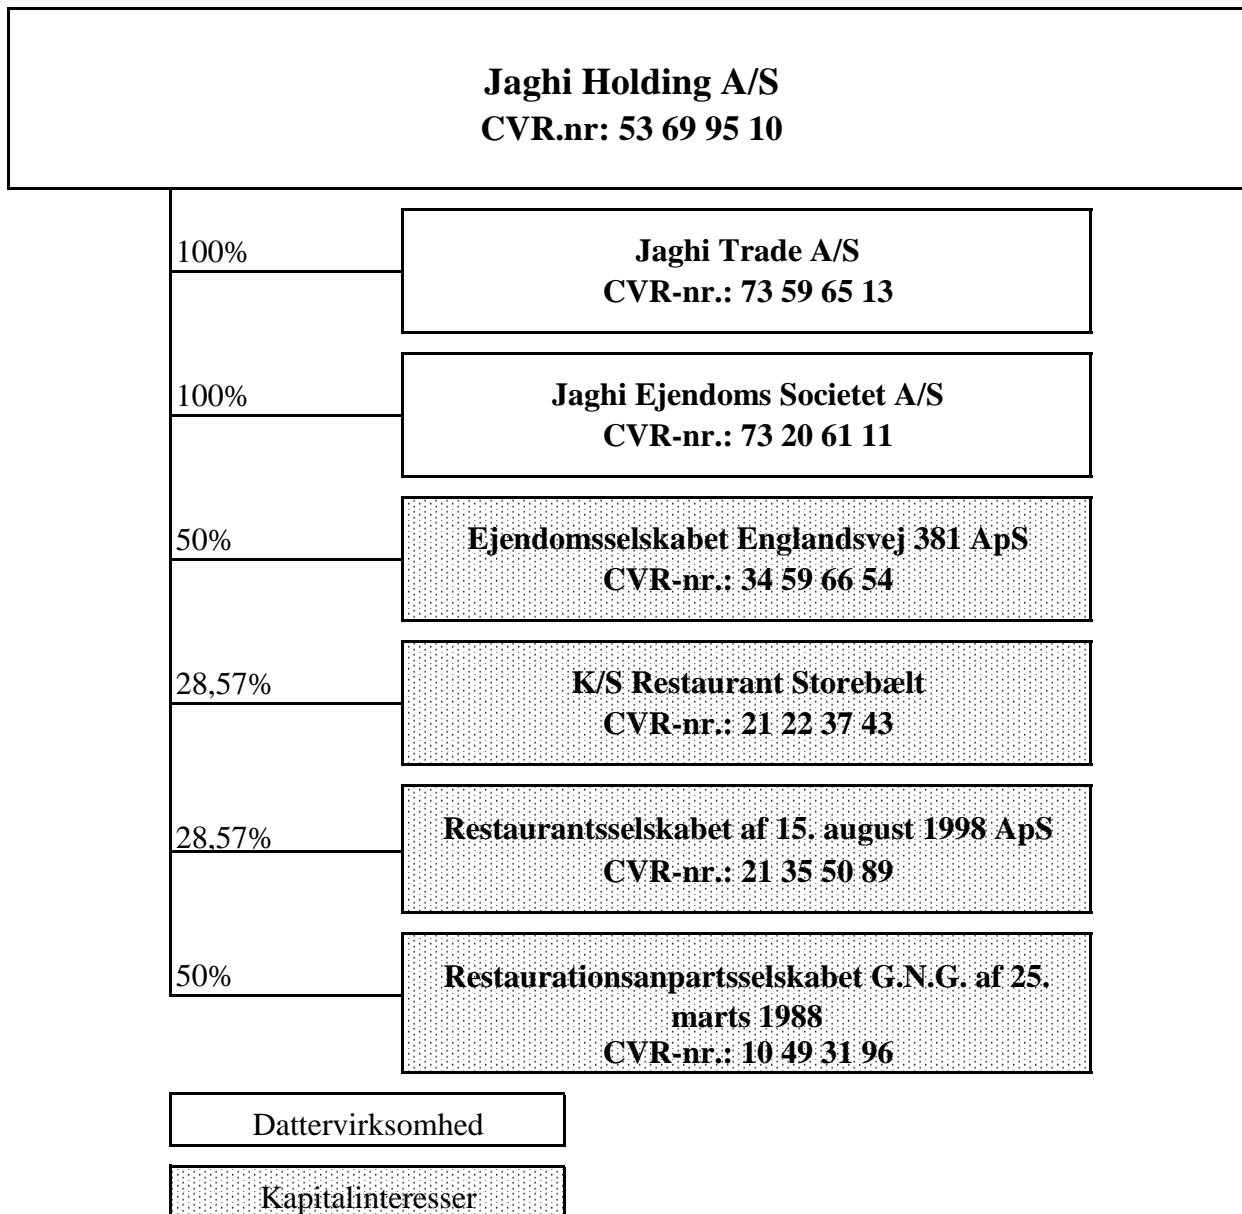 Jaghi Holding A/S
CVR.nr: 53 69 95 10
100%
Jaghi Trade A/S
CVR-nr.: 73 59 65 13
100%
Jaghi Ejendoms Societet A/S
CVR-nr.: 73 20 61 11
50%
Ejendomsselskabet Englandsvej 381 ApS
CVR-nr.: 34 59 66 54
28,57%
K/S Restaurant Storebælt
CVR-nr.: 21 22 37 43
28,57%
Restaurantsselskabet af 15. august 1998 ApS
CVR-nr.: 21 35 50 89
50%
Restaurationsanpartsselskabet G.N.G. af 25.
marts 1988
CVR-nr.: 10 49 31 96
Dattervirksomhed
Kapitalinteresser